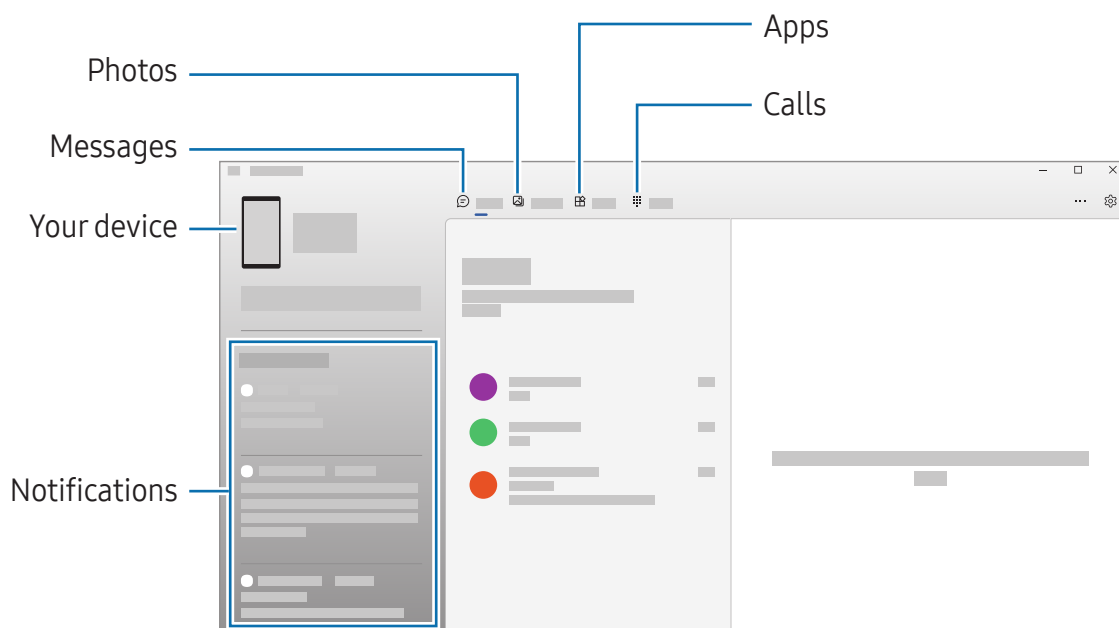 Apps
Photos
Calls
Messages
Your device
Notifications